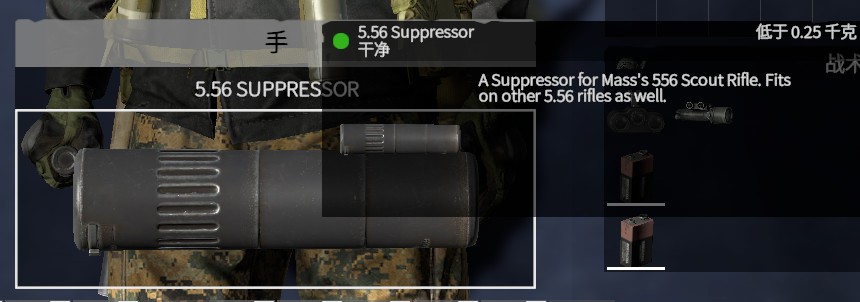 手
5.56 Suppressor
干净
低于 0.25 千克
战术
5.56 SUPPRESSOR
A Suppressor for Mass's 556 Scout Rifle. Fits
on other 5.56 rifles as well.